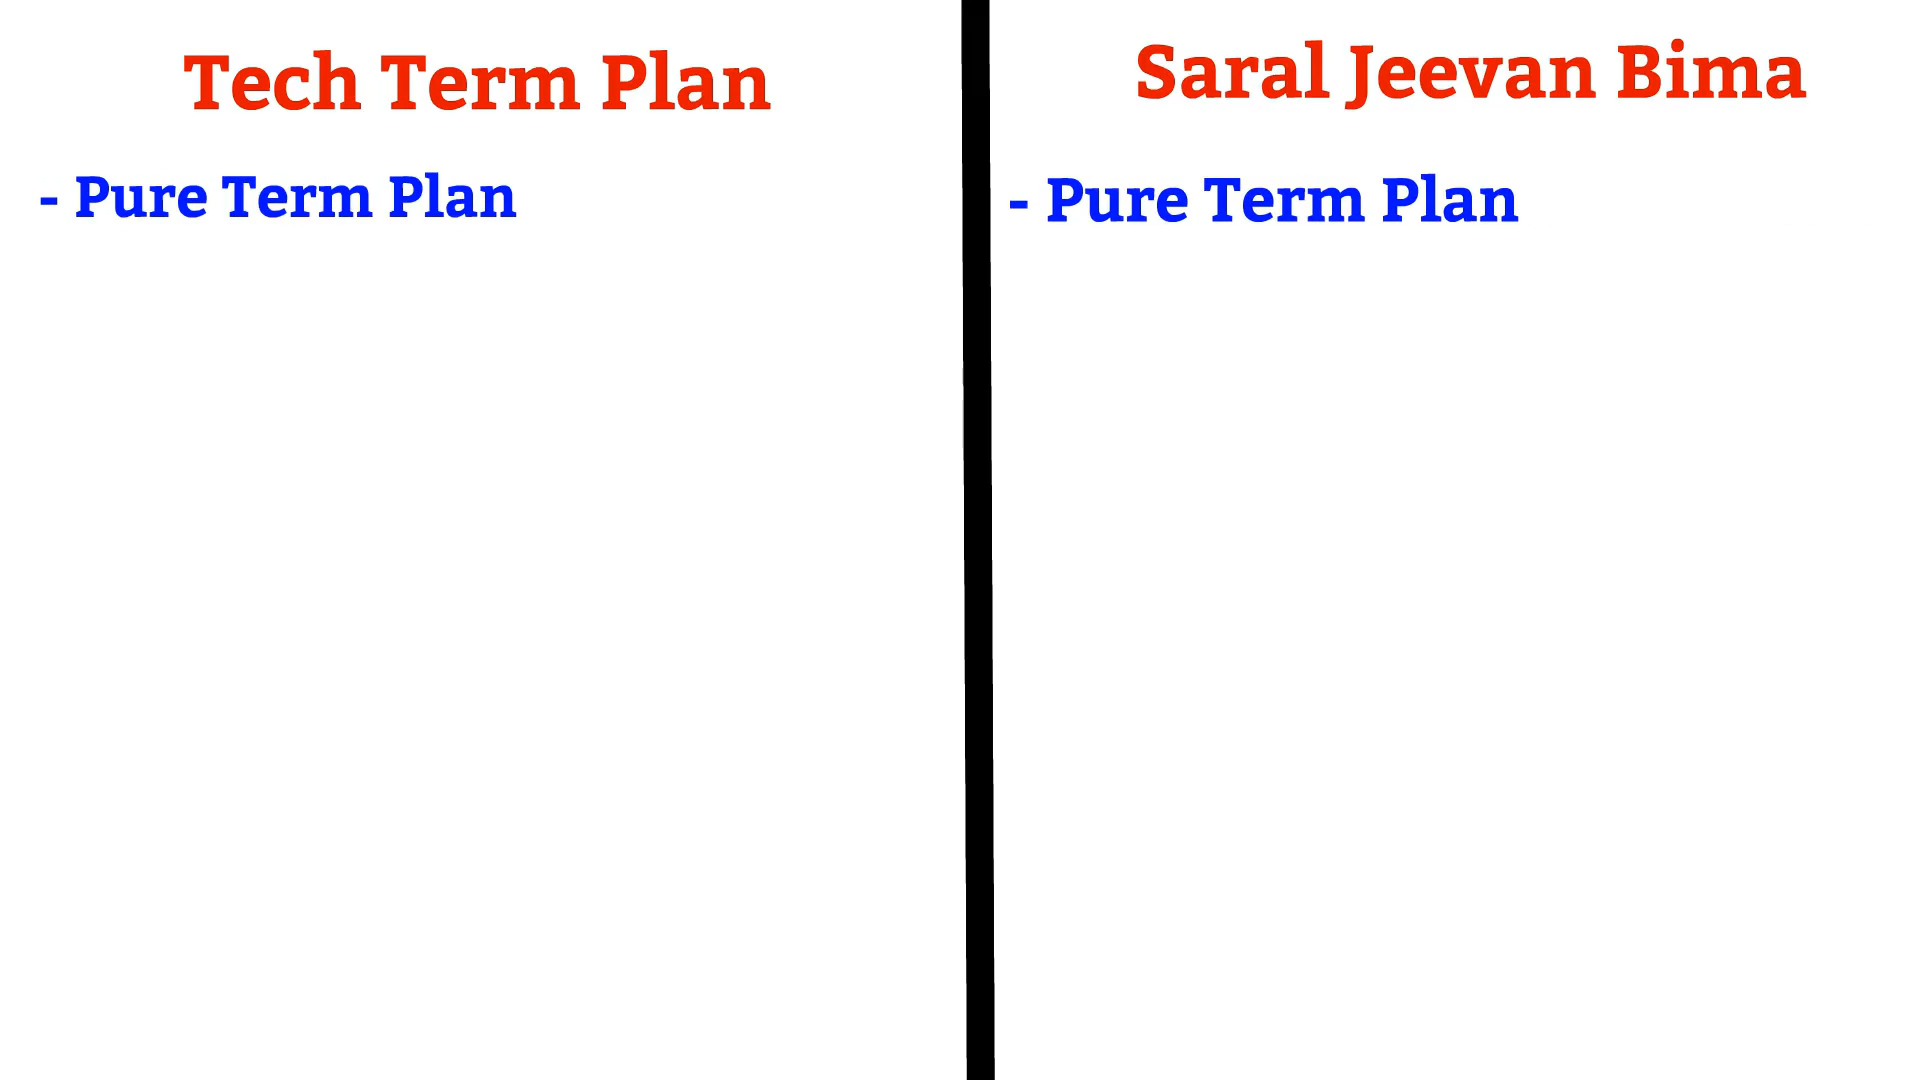 Tech Term Plan
- Pure Term Plan
Saral Jeevan Bima
- Pure Term Plan